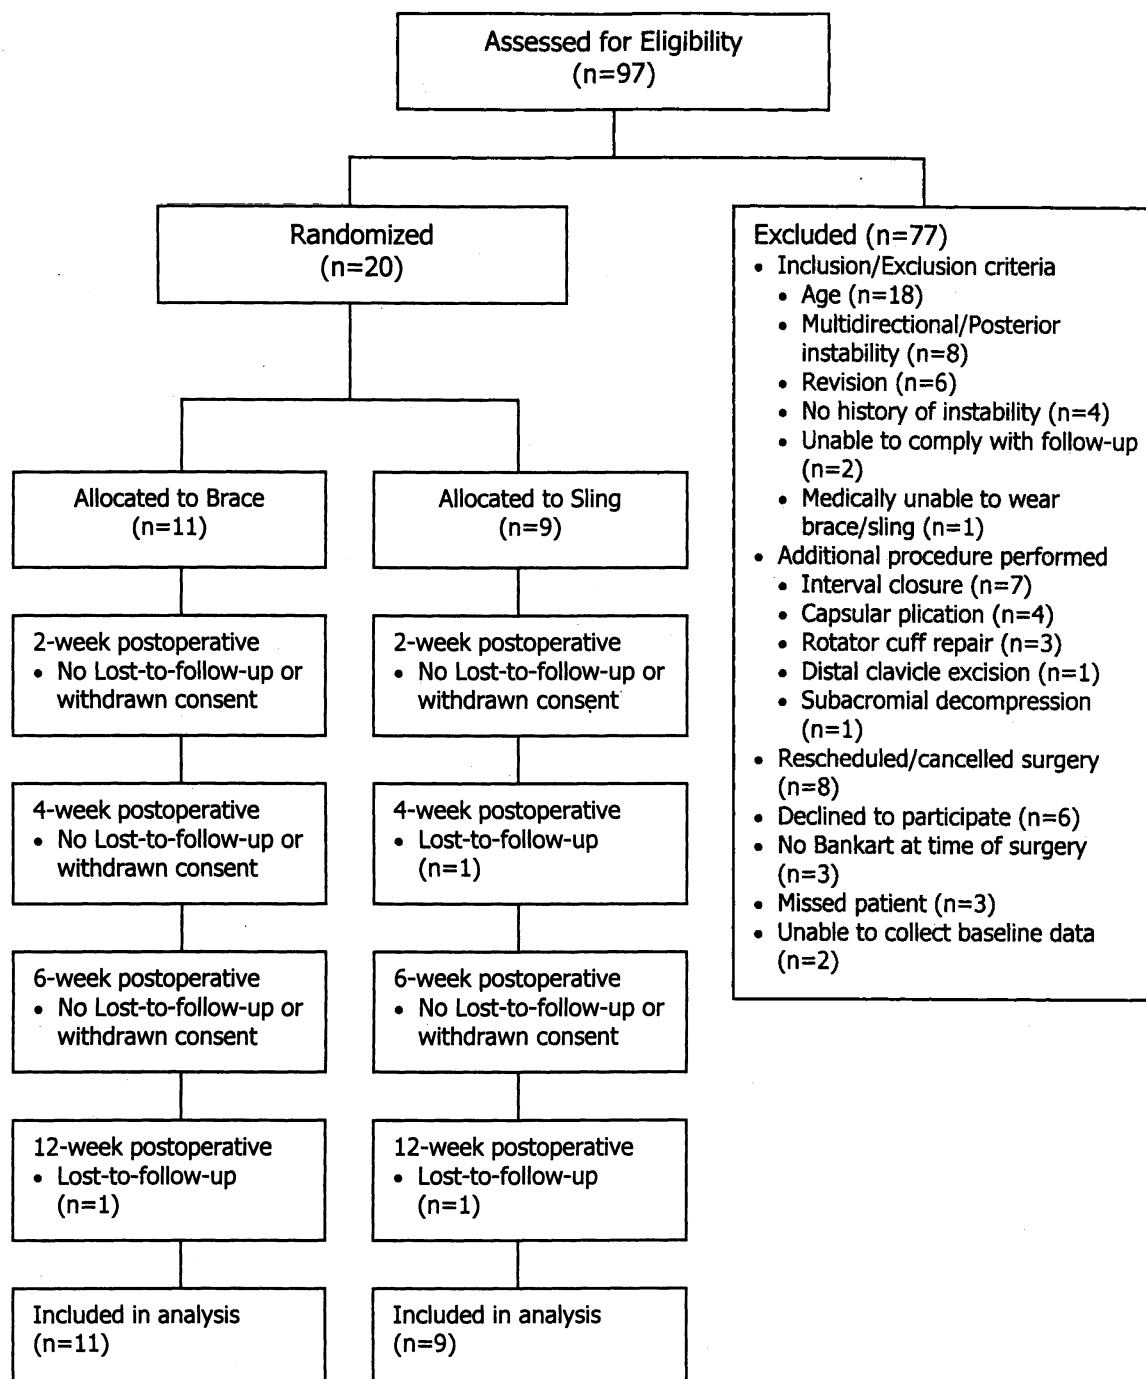 Assessed for Eligibility
(n=97)
Randomized
(n=20)
Excluded (n=77)
• Inclusion/Exclusion criteria
• Age (n=18)
• Multidirectional/Posterior
instability (n=8)
• Revision (n=6)
• No history of instability (n=4)
• Unable to comply with follow-up
(n=2)
• Medically unable to wear
brace/sling (n=1)
• Additional procedure performed
• Interval closure (n=7)
• Capsular plication (n=4)
• Rotator cuff repair (n=3)
• Distal clavicle excision (n=1)
• Subacromial decompression
(n=1)
• Rescheduled/cancelled surgery
(n=8)
• Declined to participate (n=6)
• No Bankart at time of surgery
(n=3)
• Missed patient (n=3)
• Unable to collect baseline data
(n=2)
Allocated to Brace
(n=11)
Allocated to Sling
(n=9)
2-week postoperative
• No Lost-to-follow-up or
withdrawn consent
2-week postoperative
• No Lost-to-follow-up or
withdrawn consent
4-week postoperative
• No Lost-to-follow-up or
withdrawn consent
4-week postoperative
• Lost-to-follow-up
(n=1)
6-week postoperative
• No Lost-to-follow-up or
withdrawn consent
6-week postoperative
• No Lost-to-follow-up or
withdrawn consent
12-week postoperative
• Lost-to-follow-up
(n=1)
12-week postoperative
• Lost-to-follow-up
(n=1)
Included in analysis
(n=11)
Included in analysis
(n=9)